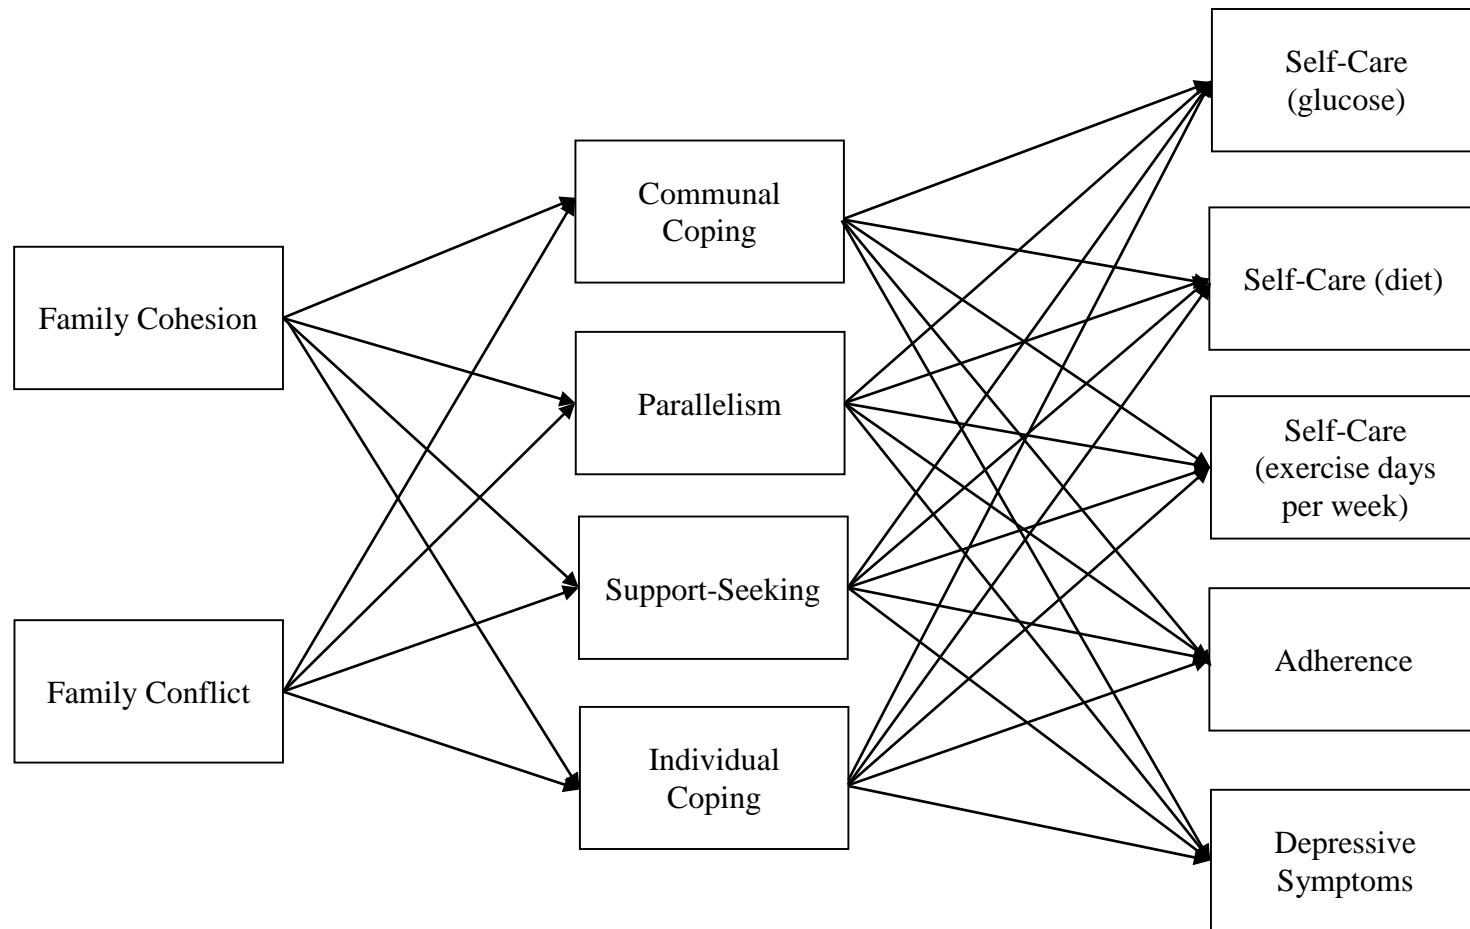 Family Cohesion
Family Conflict
Communal
Coping
Parallelism
Support-Seeking
Individual
Coping
Self-Care
(glucose)
Self-Care (diet)
Self-Care
(exercise days
per week)
Adherence
Depressive
Symptoms